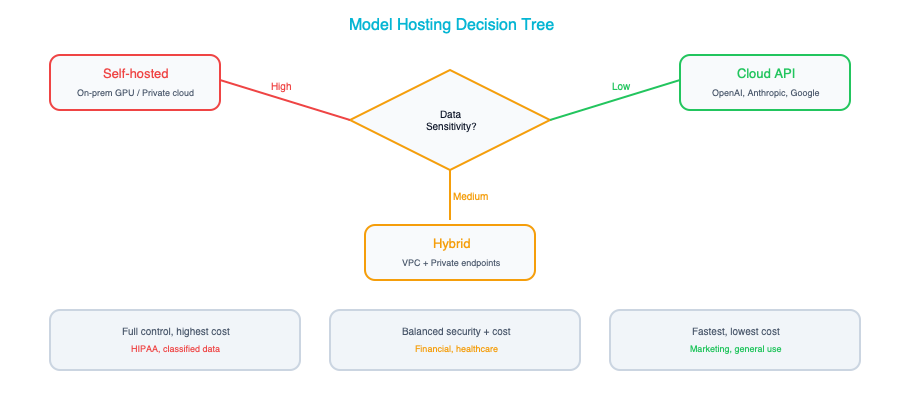 Model Hosting Decision Tree
Self-hosted
On-prem GPU / Private cloud
High
Data
Sensitivity?
Low
Cloud API
OpenAI, Anthropic, Google
Medium
Hybrid
VPC + Private endpoints
Full control, highest cost
HIPAA, classified data
Balanced security + cost
Financial, healthcare
Fastest, lowest cost
Marketing, general use